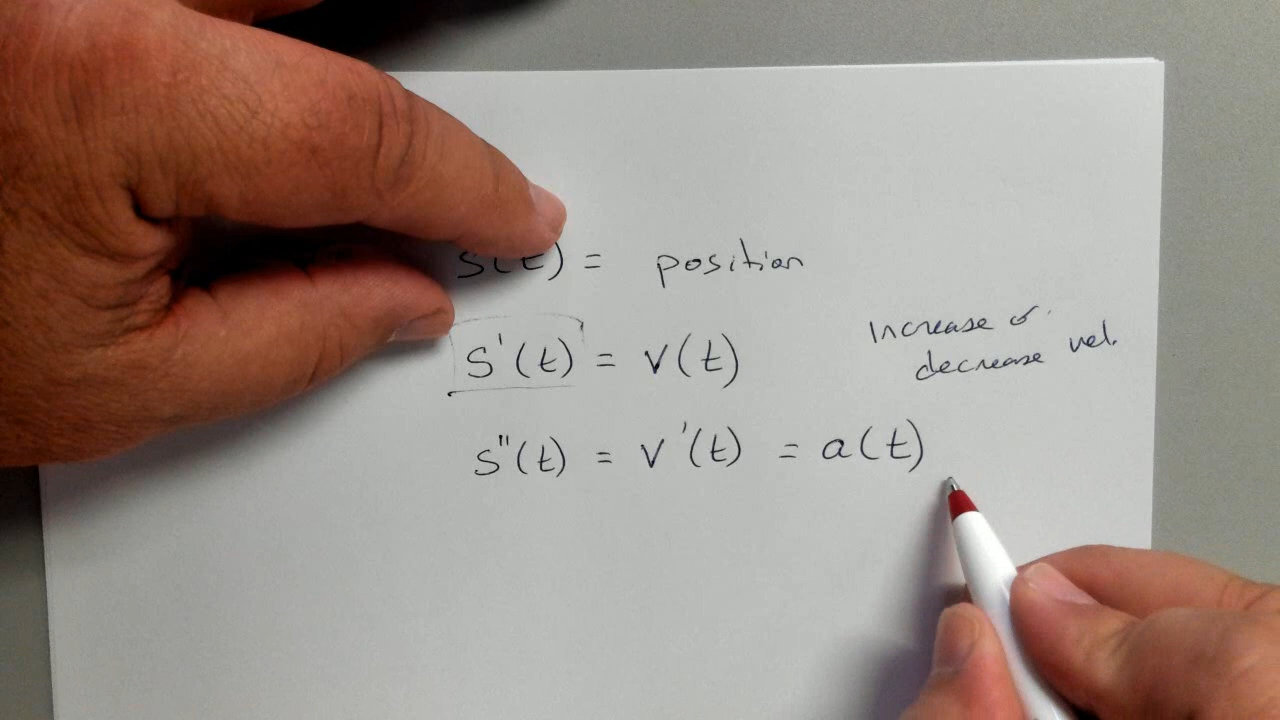 s(t) = position
s'(t) = v(t)
Increase or
decrease vel.
s"(t) = v'(t) = a(t)